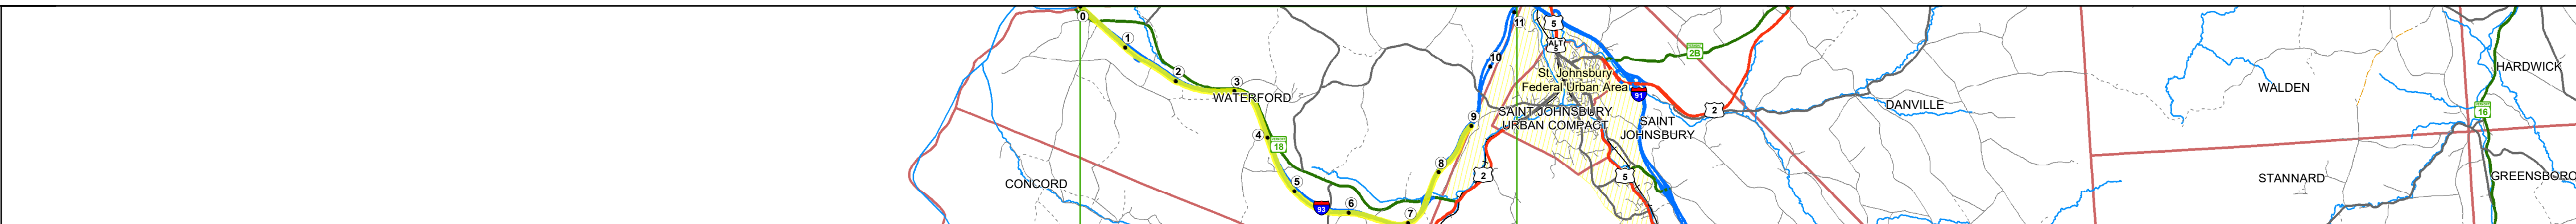 0
11
5
1
ALT
5
2B
10
2
St. Johnsbury
3
Federal Urban Area
HARDWICK
WALDEN
WATERFORD
91
DANVILLE
2
16
9
SAINT JOHNSBURY
URBAN COMPACT
SAINT
JOHNSBURY
4
18
8
2
5
5
CONCORD
STANNARD
GREENSBORO
93
6
7